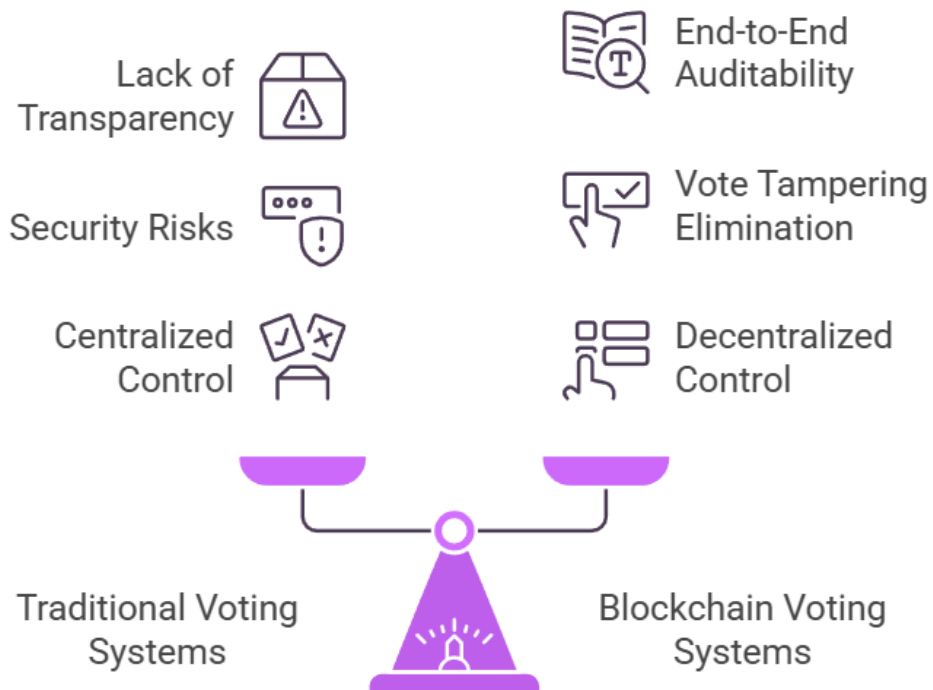 Lack of
Transparency
Security Risks
Centralized
Control
End-to-End
Auditability
T
Vote Tampering
Elimination
Decentralized
Control
Traditional Voting
Systems
Blockchain Voting
Systems